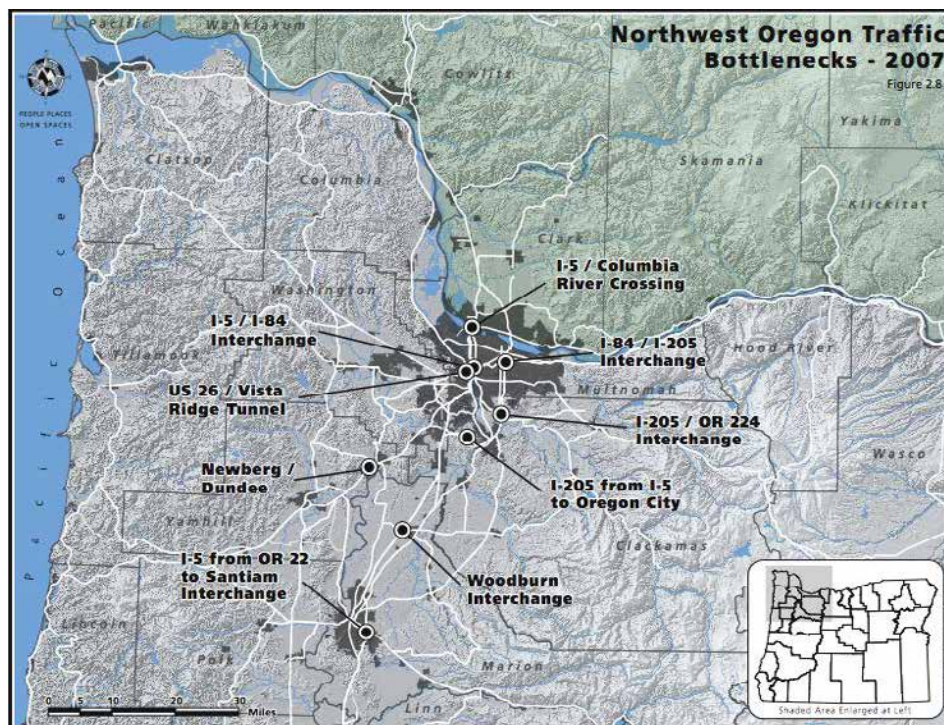 Northwest Oregon Traffic
Bottlenecks - 2007
Figure 2.8
PEOPLE PLACES
OPEN SPACES
Pacific
Wahkiakum
Cowlitz
Yakima
Skamania
Klickitat
Clatsop
Columbia
Clark
Pacific Ocean
I-5 / Columbia
River Crossing
Washington
I-5 / I-84
Interchange
Tillamook
I-84 / I-205
Interchange
Hood River
US 26 / Vista
Ridge Tunnel
Multnomah
I-205 / OR 224
Interchange
Wasco
Newberg /
Dundee
I-205 from I-5
to Oregon City
Yamhill
Clackamas
I-5 from OR 22
to Santiam
Interchange
Woodburn
Interchange
Lincoln
Polk
Marion
Linn
0 10 20 30
Miles
Shaded Area Enlarged at Left